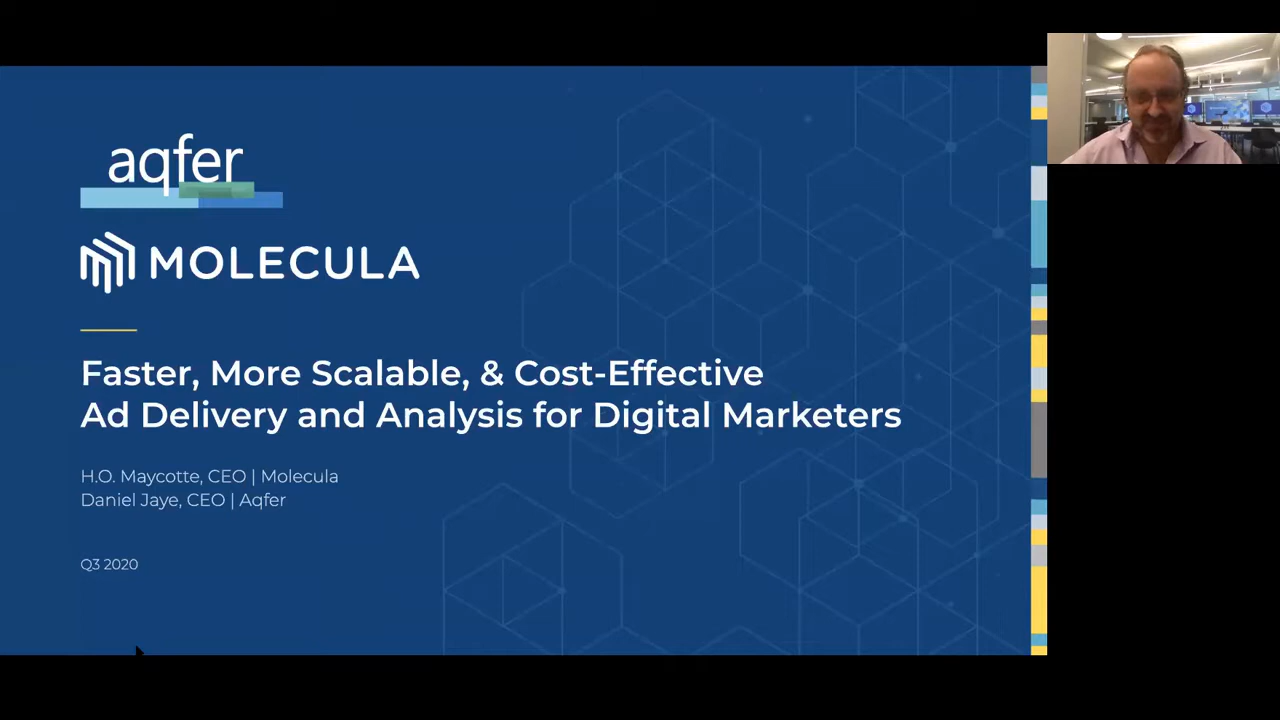 aqfer
MOLECULA
Faster, More Scalable, & Cost-Effective
Ad Delivery and Analysis for Digital Marketers
H.O. Maycotte, CEO | Molecula
Daniel Jaye, CEO | Aqfer
Q3 2020